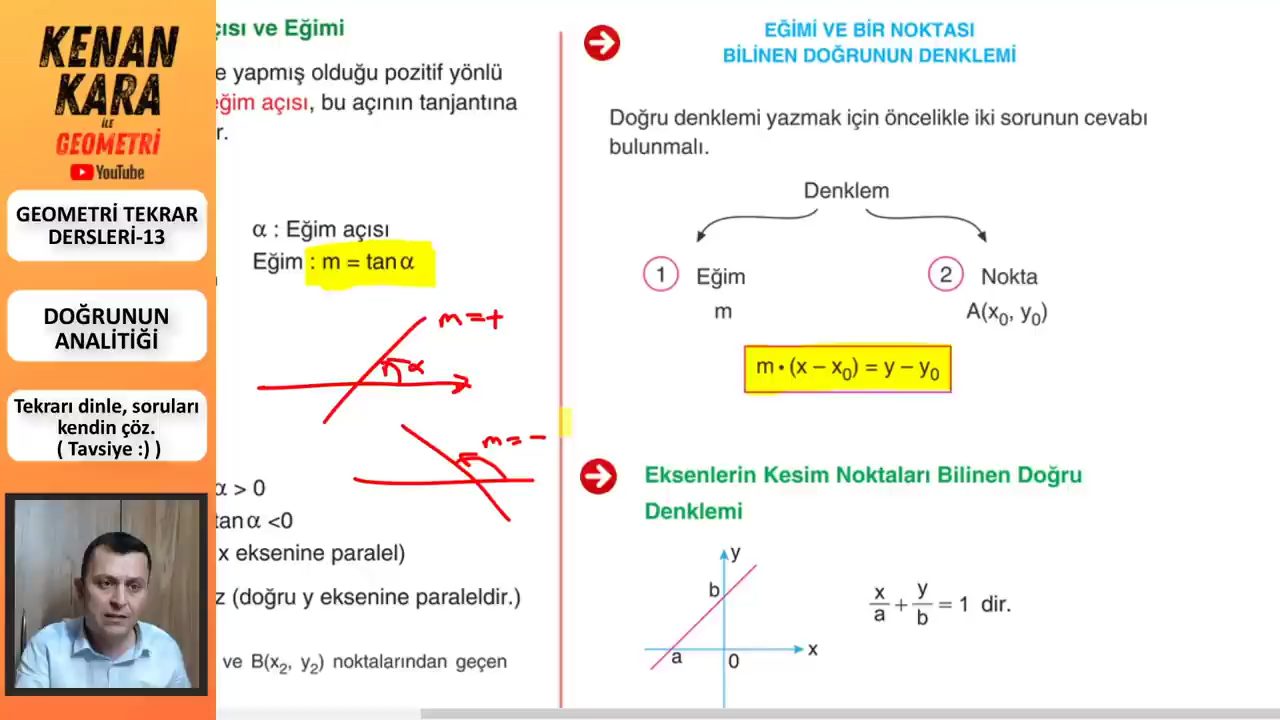 KENAN
KARA
İLE
GEOMETRİ
YouTube
GEOMETRİ TEKRAR
DERSLERİ-13
DOĞRUNUN
ANALİTİĞİ
Tekrarı dinle, soruları
kendin çöz.
( Tavsiye :) )
çısı ve Eğimi
e yapmış olduğu pozitif yönlü
eğim açısı, bu açının tanjantına
r.
α : Eğim açısı
Eğim : m = tan α
m = +
α
m = -
α > 0
tan α <0
x eksenine paralel)
z (doğru y eksenine paraleldir.)
ve B(x₂, y₂) noktalarından geçen
EĞİMİ VE BİR NOKTASI
BİLİNEN DOĞRUNUN DENKLEMİ
Doğru denklemi yazmak için öncelikle iki sorunun cevabı
bulunmalı.
Denklem
1 Eğim
m
2 Nokta
A(x₀, y₀)
m • (x – x₀) = y – y₀
Eksenlerin Kesim Noktaları Bilinen Doğru
Denklemi
y
b
a
0
x
x/a + y/b = 1 dir.